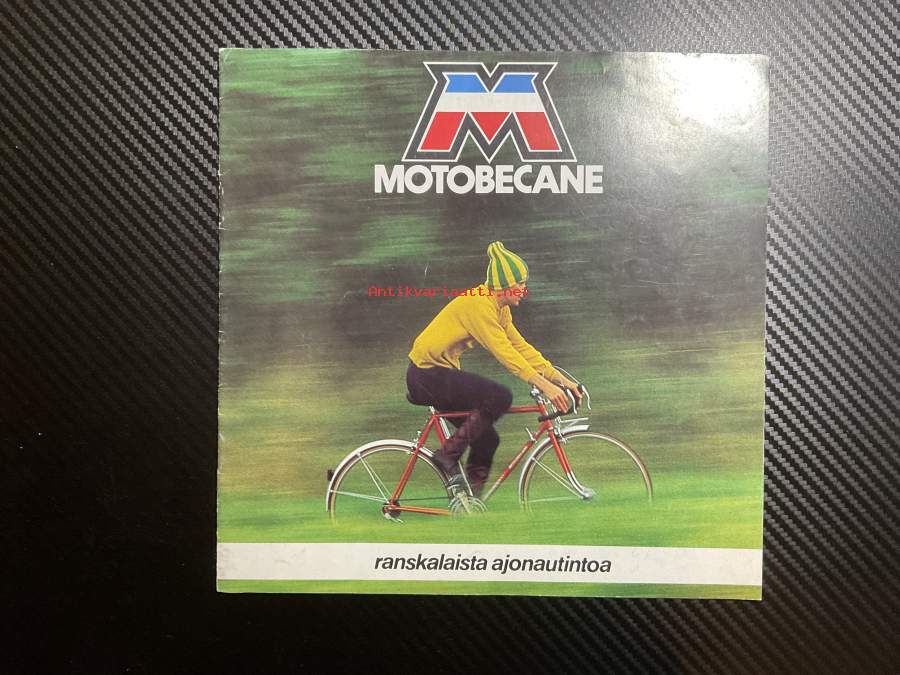 M
MOTOBECANE
Antikvariaatti.net
ranskalaista ajonautintoa